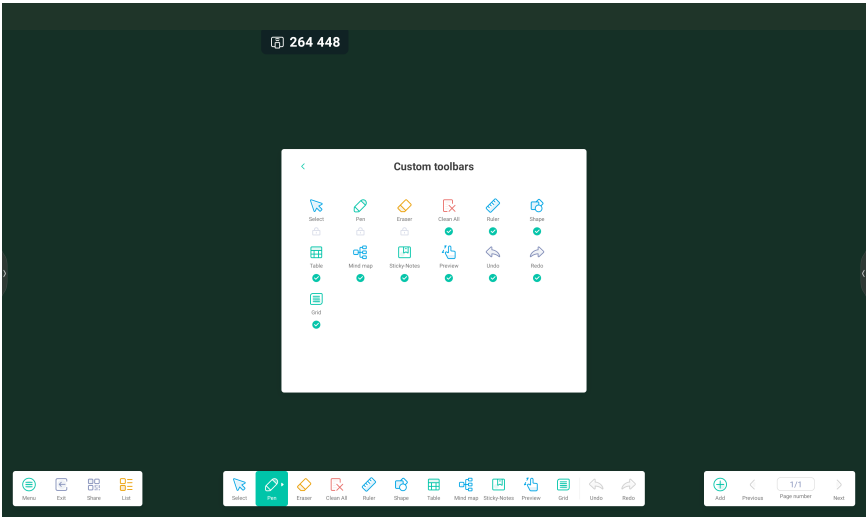 264 448
Custom toolbars
Select Pen Eraser Clean All Ruler Shape
Table Mind map Sticky-Notes Preview Undo Redo
Grid
Menu Exit Share List
Select Pen Eraser Clean All Ruler Shape Table Mind map Sticky-Notes Preview Grid Undo Redo
1/1
Add Previous Page number Next